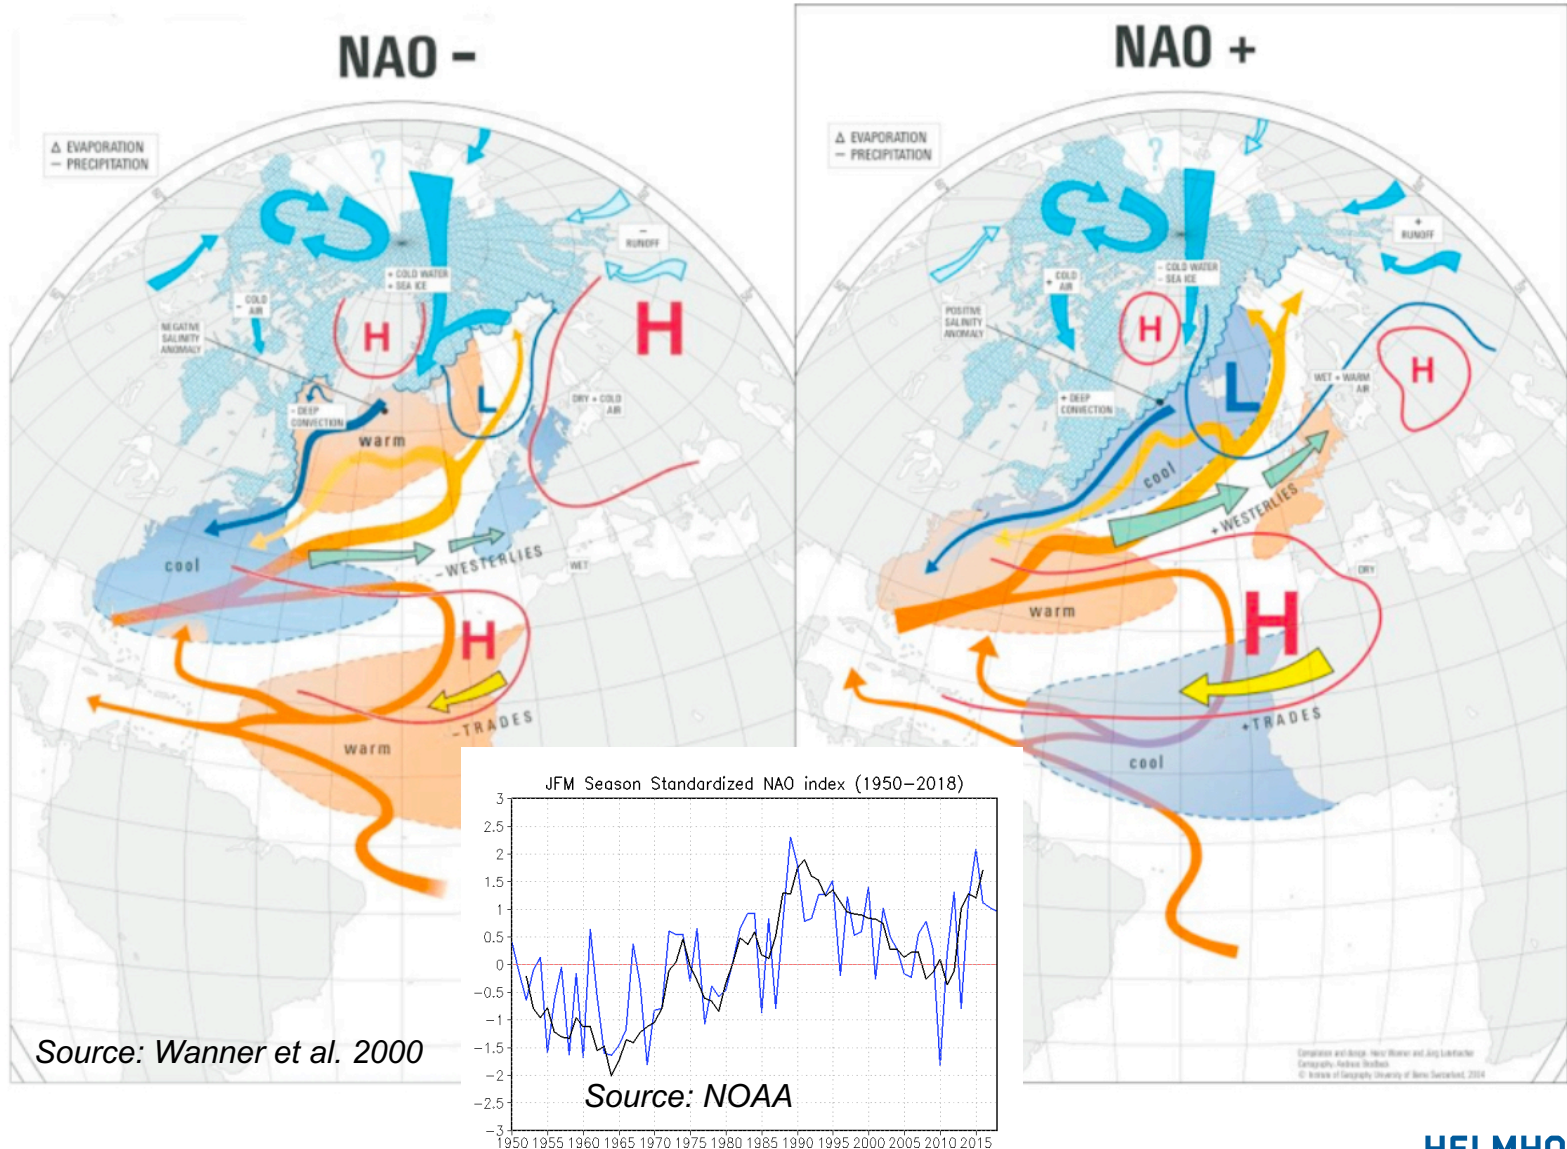 NAO -
△ EVAPORATION
— PRECIPITATION
?
—
RUNOFF
+ COLD WATER
+ SEA ICE
- COLD
AIR
NEGATIVE
SALINITY
ANOMALY
H
H
L
DRY + COLD
AIR
- DEEP
CONVECTION
warm
cool
- WESTERLIES
WET
H
- TRADES
warm
Source: Wanner et al. 2000
NAO +
△ EVAPORATION
— PRECIPITATION
?
+
RUNOFF
- COLD WATER
- SEA ICE
+ COLD
AIR
POSITIVE
SALINITY
ANOMALY
H
H
L
WET + WARM
AIR
+ DEEP
CONVECTION
cool
+ WESTERLIES
DRY
warm
H
+TRADES
cool
JFM Season Standardized NAO index (1950-2018)
3
2.5
2
1.5
1
0.5
0
-0.5
-1
-1.5
-2
-2.5
-3
1950 1955 1960 1965 1970 1975 1980 1985 1990 1995 2000 2005 2010 2015
Source: NOAA